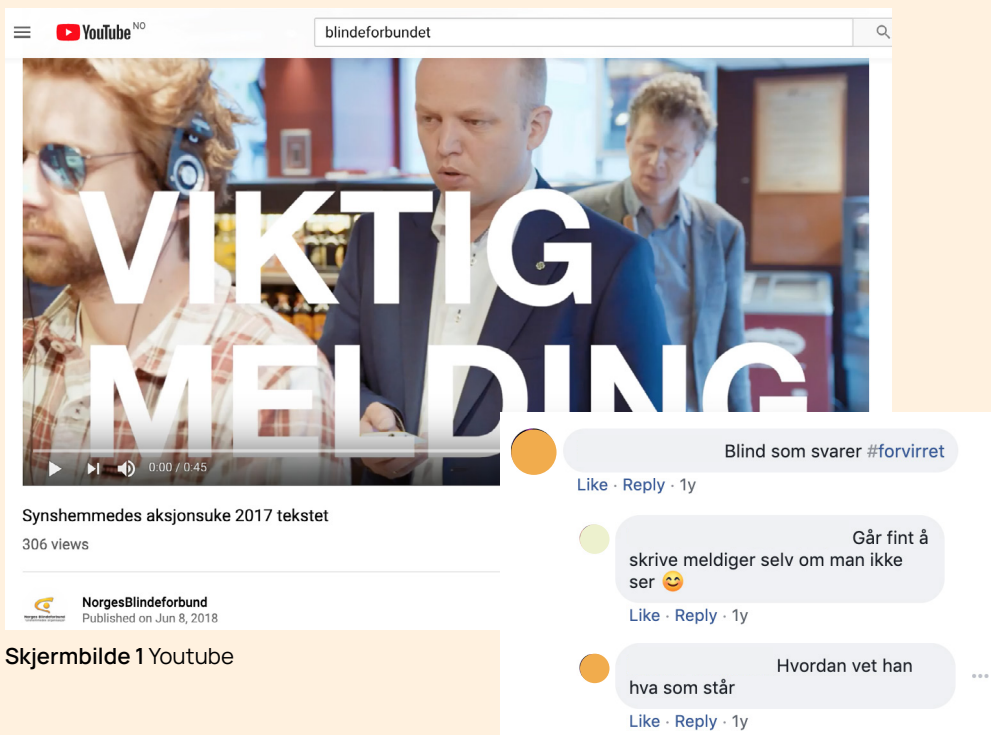 YouTube NO
blindeforbundet
VIKTIG
MELDING
0:00 / 0:45
Synshemmedes aksjonsuke 2017 tekstet
306 views
NorgesBlindeforbund
Published on Jun 8, 2018
Skjermbilde 1 Youtube
Blind som svarer #forvirret
Like · Reply · 1y
Går fint å
skrive meldiger selv om man ikke
ser 😊
Like · Reply · 1y
Hvordan vet han
hva som står
Like · Reply · 1y